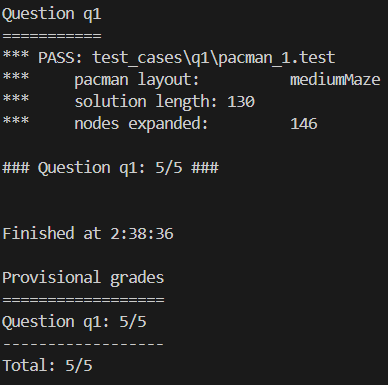 Question q1
===========
*** PASS: test_cases\q1\pacman_1.test
***     pacman layout:         mediumMaze
***     solution length: 130
***     nodes expanded:        146
### Question q1: 5/5 ###
Finished at 2:38:36
Provisional grades
==================
Question q1: 5/5
------------------
Total: 5/5